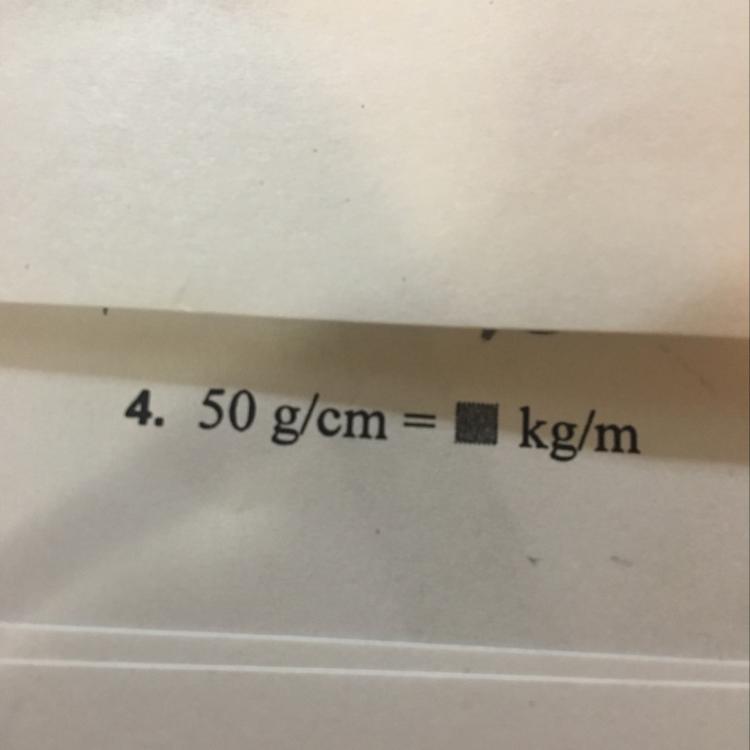 4. 50 g/cm = ■ kg/m